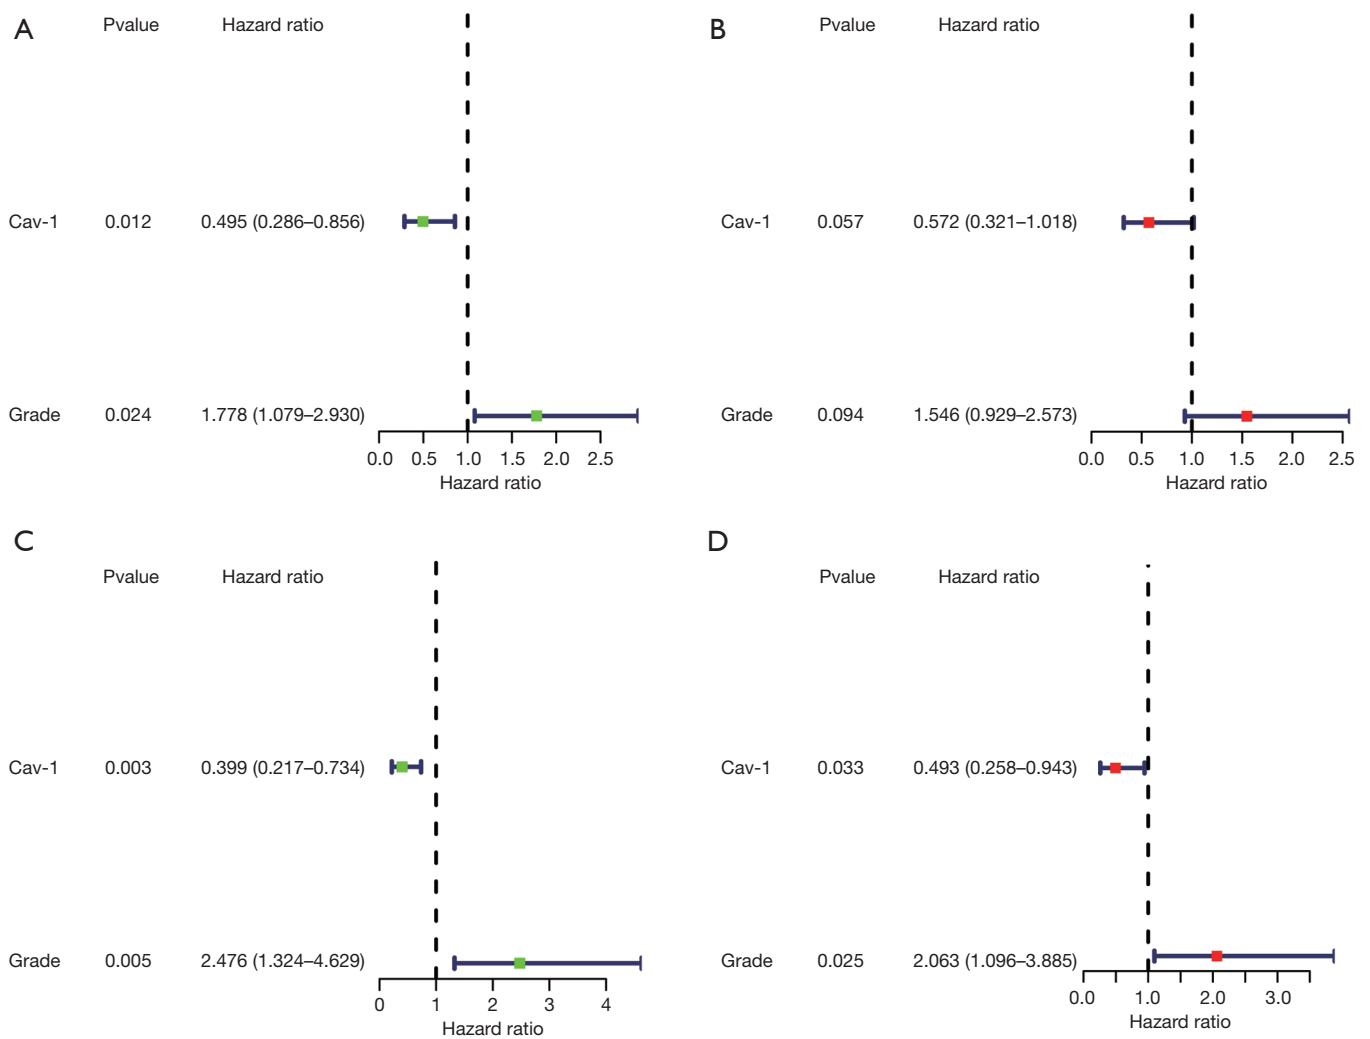 A
Pvalue Hazard ratio
Cav-1 0.012 0.495 (0.286–0.856)
Grade 0.024 1.778 (1.079–2.930)
0.0 0.5 1.0 1.5 2.0 2.5
Hazard ratio
B
Pvalue Hazard ratio
Cav-1 0.057 0.572 (0.321–1.018)
Grade 0.094 1.546 (0.929–2.573)
0.0 0.5 1.0 1.5 2.0 2.5
Hazard ratio
C
Pvalue Hazard ratio
Cav-1 0.003 0.399 (0.217–0.734)
Grade 0.005 2.476 (1.324–4.629)
0 1 2 3 4
Hazard ratio
D
Pvalue Hazard ratio
Cav-1 0.033 0.493 (0.258–0.943)
Grade 0.025 2.063 (1.096–3.885)
0.0 1.0 2.0 3.0
Hazard ratio